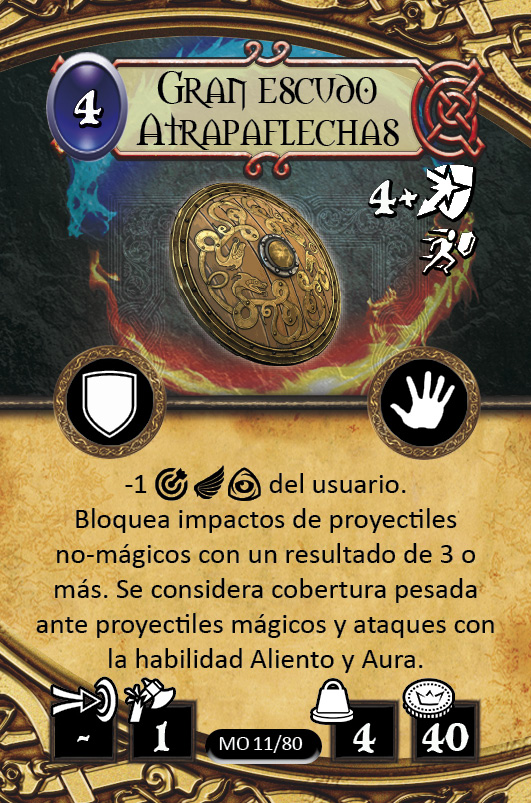 4
GRAN ESCUDO
ATRAPAFLECHAS
4+
-1 del usuario.
Bloquea impactos de proyectiles
no-mágicos con un resultado de 3 o
más. Se considera cobertura pesada
ante proyectiles mágicos y ataques con
la habilidad Aliento y Aura.
- 1 MO 11/80 4 40